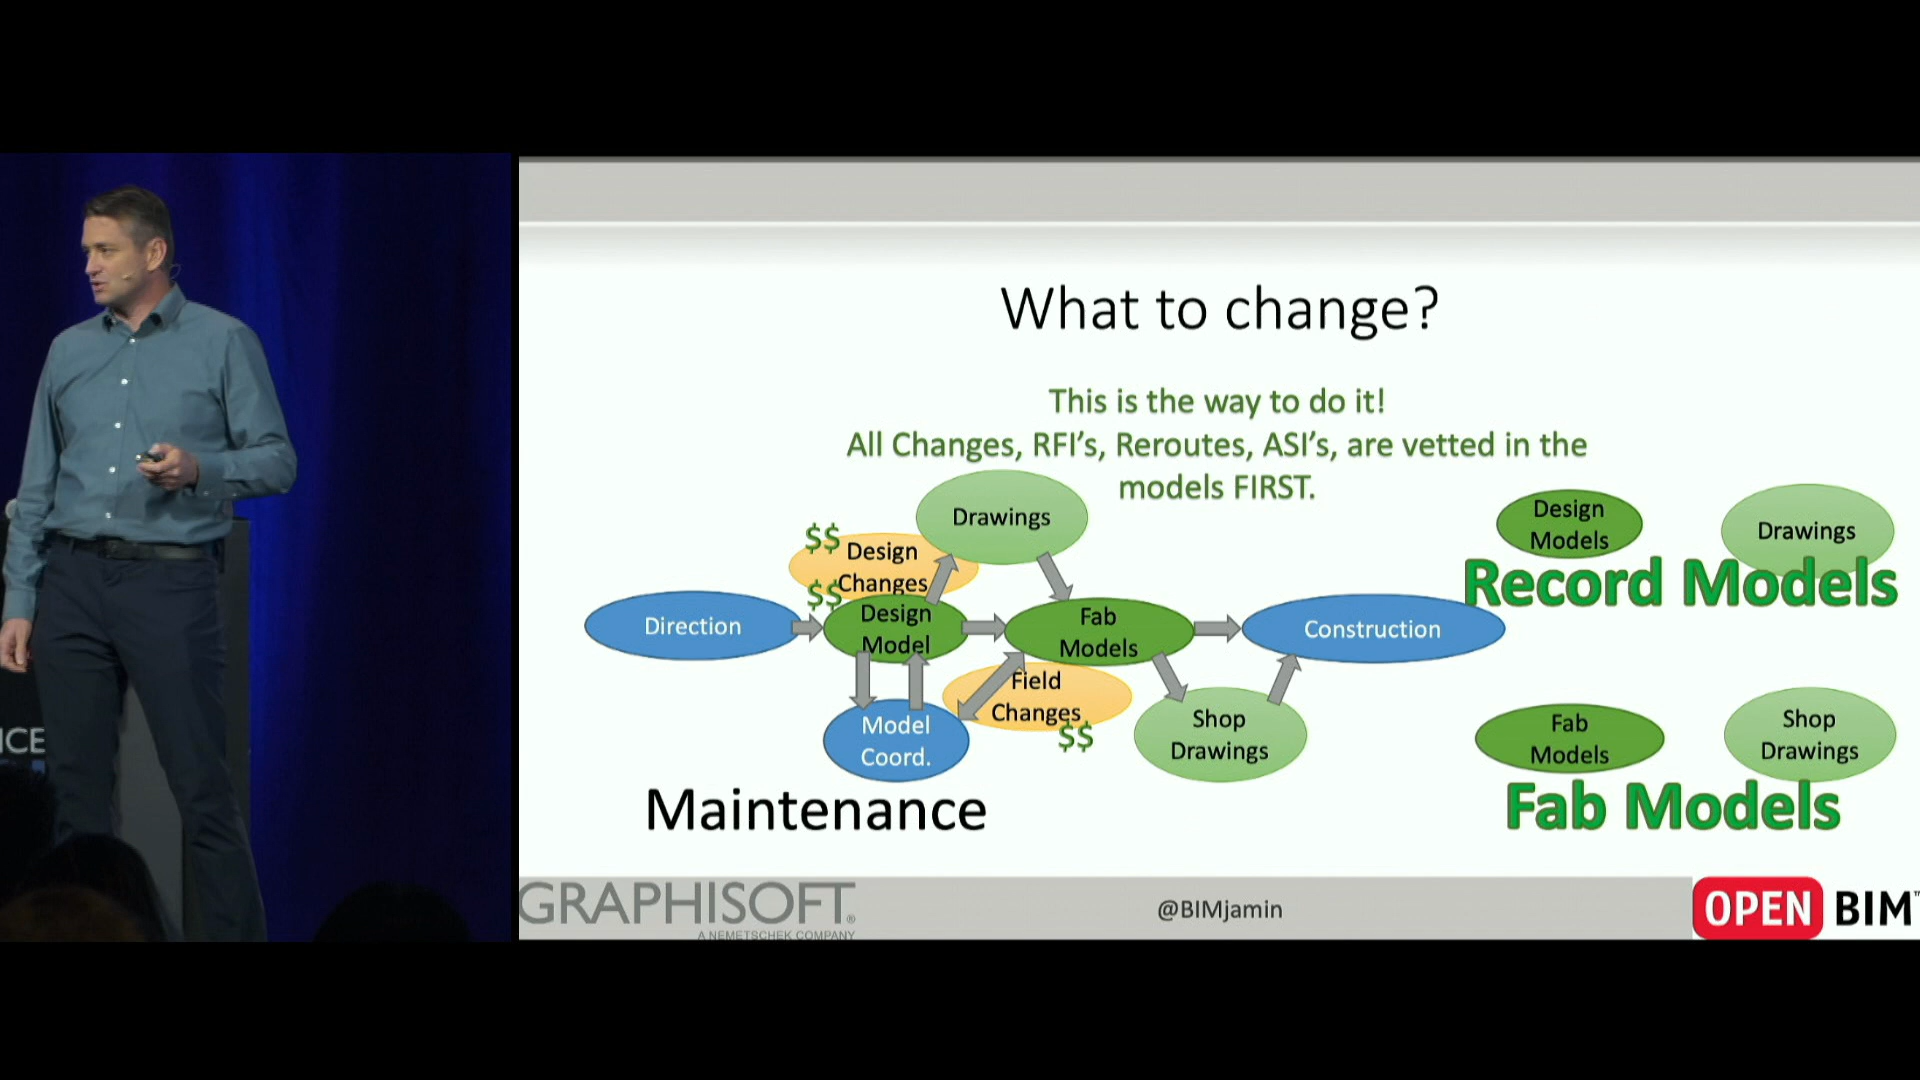 What to change?
This is the way to do it!
All Changes, RFI's, Reroutes, ASI's, are vetted in the
models FIRST.
Drawings
$$
Design
Changes
$$
Direction
Design
Model
Fab
Models
Construction
Model
Coord.
Field
Changes
$$
Shop
Drawings
Design
Models
Drawings
Record Models
Fab
Models
Shop
Drawings
Fab Models
Maintenance
GRAPHISOFT®
A NEMETSCHEK COMPANY
@BIMjamin
OPEN BIM™